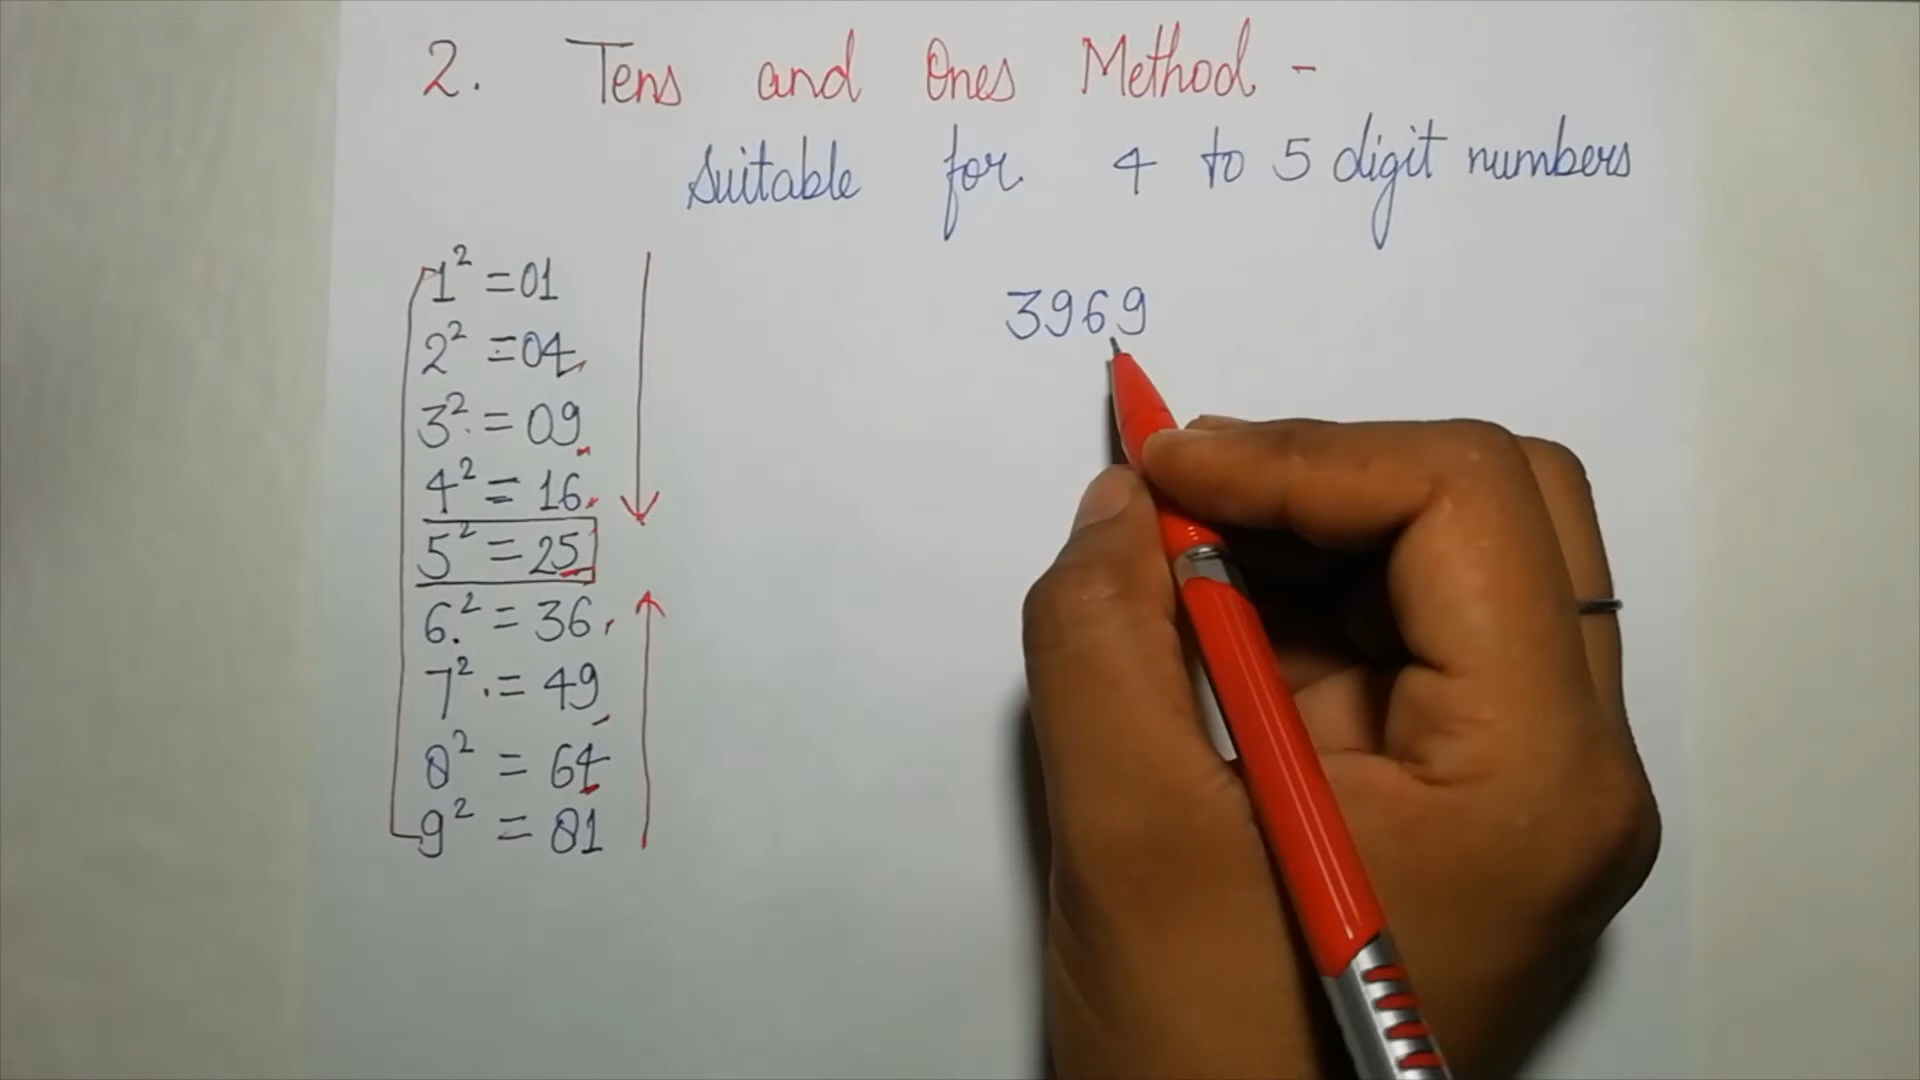 2. Tens and Ones Method -
suitable for 4 to 5 digit numbers
1² = 01
2² = 04
3² = 09
4² = 16
5² = 25
6² = 36
7² = 49
8² = 64
9² = 81
3969